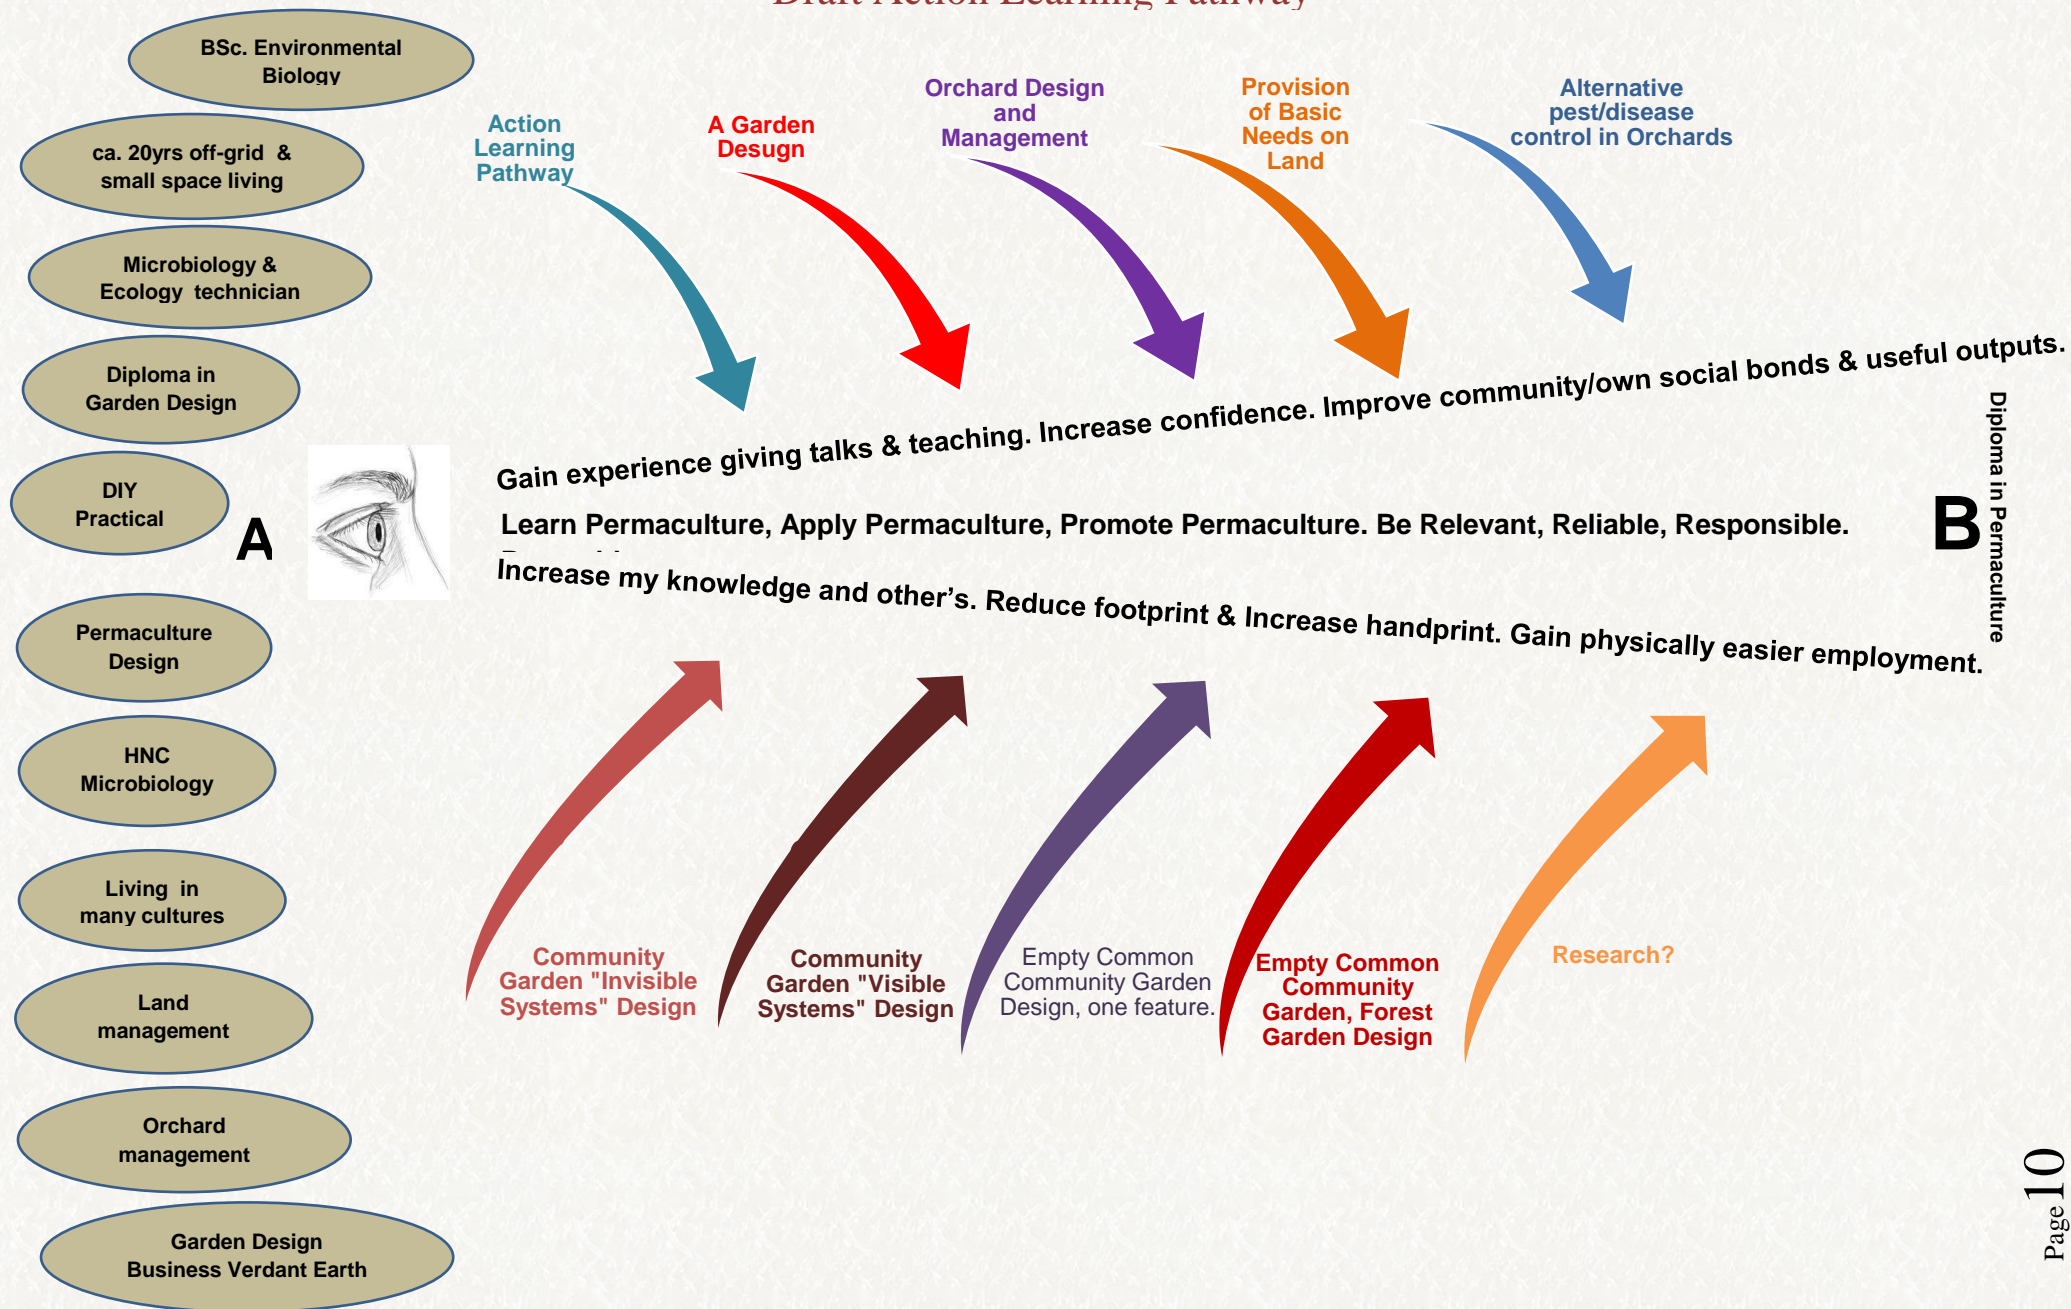 Draft Action Learning Pathway
BSc. Environmental
Biology
ca. 20yrs off-grid &
small space living
Microbiology &
Ecology technician
Diploma in
Garden Design
DIY
Practical
Permaculture
Design
HNC
Microbiology
Living in
many cultures
Land
management
Orchard
management
Garden Design
Business Verdant Earth
Action
Learning
Pathway
A Garden
Desugn
Orchard Design
and
Management
Provision
of Basic
Needs on
Land
Alternative
pest/disease
control in Orchards
A
Gain experience giving talks & teaching. Increase confidence. Improve community/own social bonds & useful outputs.
Learn Permaculture, Apply Permaculture, Promote Permaculture. Be Relevant, Reliable, Responsible.
Increase my knowledge and other’s. Reduce footprint & Increase handprint. Gain physically easier employment.
B
Diploma in Permaculture
Community
Garden "Invisible
Systems" Design
Community
Garden "Visible
Systems" Design
Empty Common
Community Garden
Design, one feature.
Empty Common
Community
Garden, Forest
Garden Design
Research?
Page 10